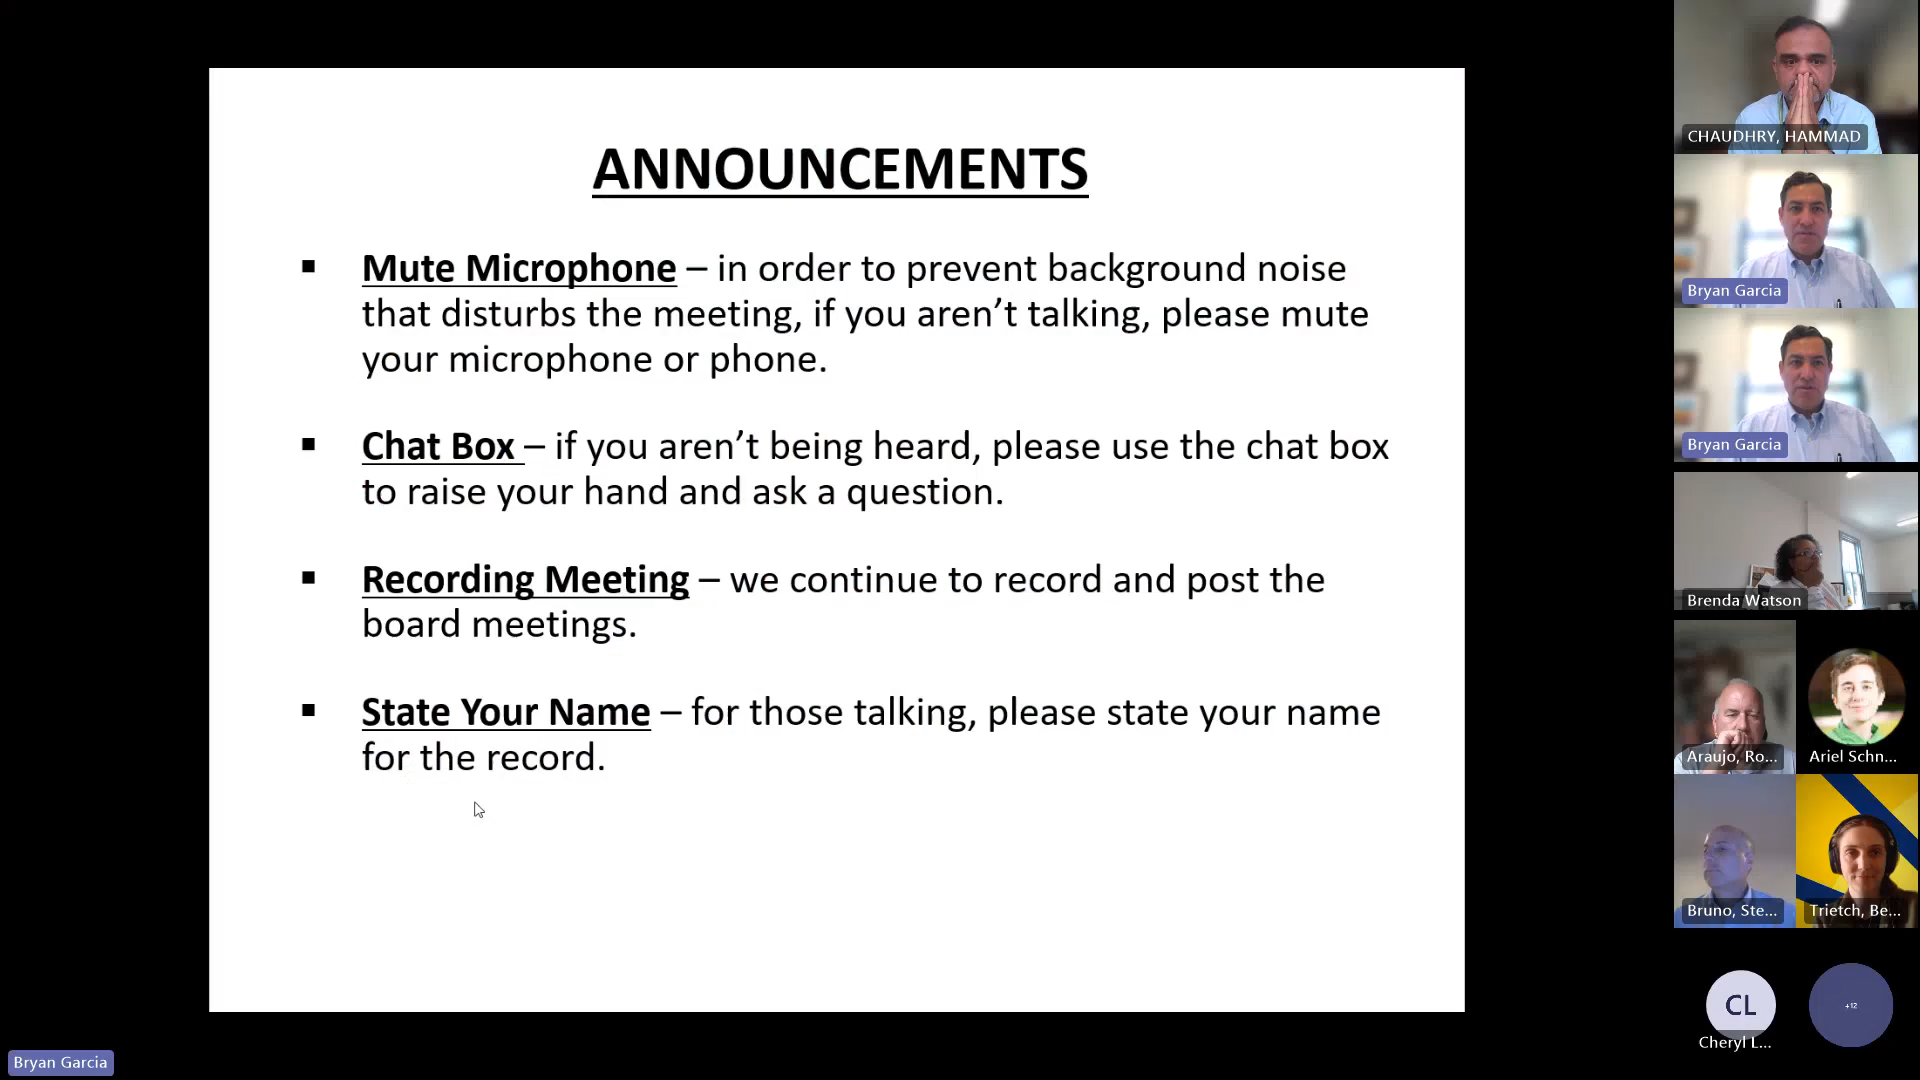 ANNOUNCEMENTS
▪ Mute Microphone – in order to prevent background noise
that disturbs the meeting, if you aren’t talking, please mute
your microphone or phone.
▪ Chat Box – if you aren’t being heard, please use the chat box
to raise your hand and ask a question.
▪ Recording Meeting – we continue to record and post the
board meetings.
▪ State Your Name – for those talking, please state your name
for the record.
CHAUDHRY, HAMMAD
Bryan Garcia
Bryan Garcia
Brenda Watson
Araujo, Ro...
Ariel Schn...
Bruno, Ste...
Trietch, Be...
CL
Cheryl L...
+12
Bryan Garcia